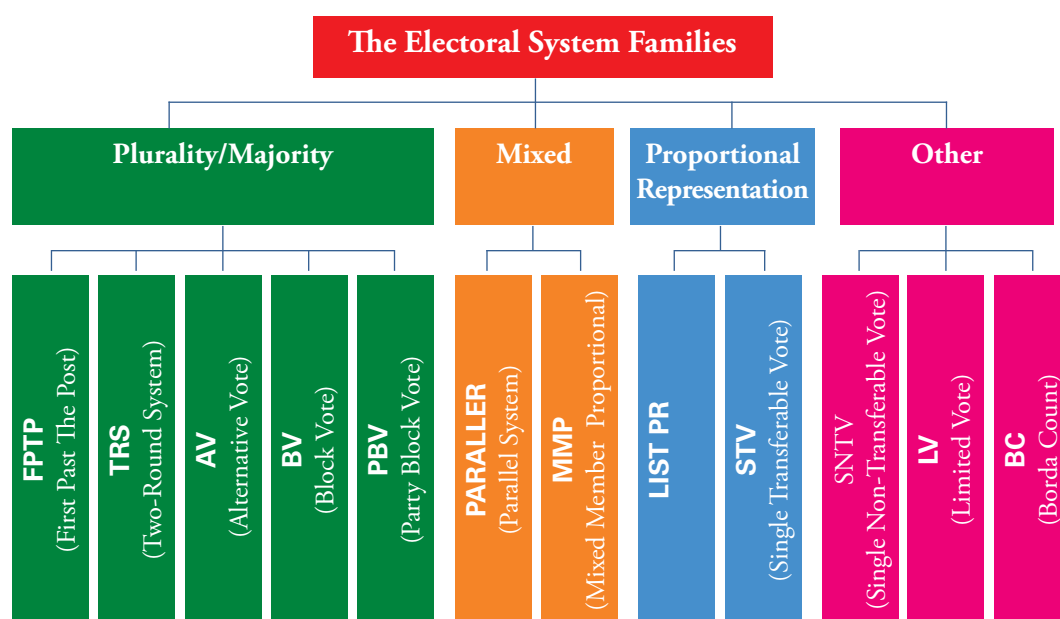 The Electoral System Families
Plurality/Majority
Mixed
Proportional
Representation
Other
FPTP
(First Past The Post)
TRS
(Two-Round System)
AV
(Alternative Vote)
BV
(Block Vote)
PBV
(Party Block Vote)
PARALLER
(Parallel System)
MMP
(Mixed Member Proportional)
LIST PR
STV
(Single Transferable Vote)
SNTV
(Single Non-Transferable Vote)
LV
(Limited Vote)
BC
(Borda Count)